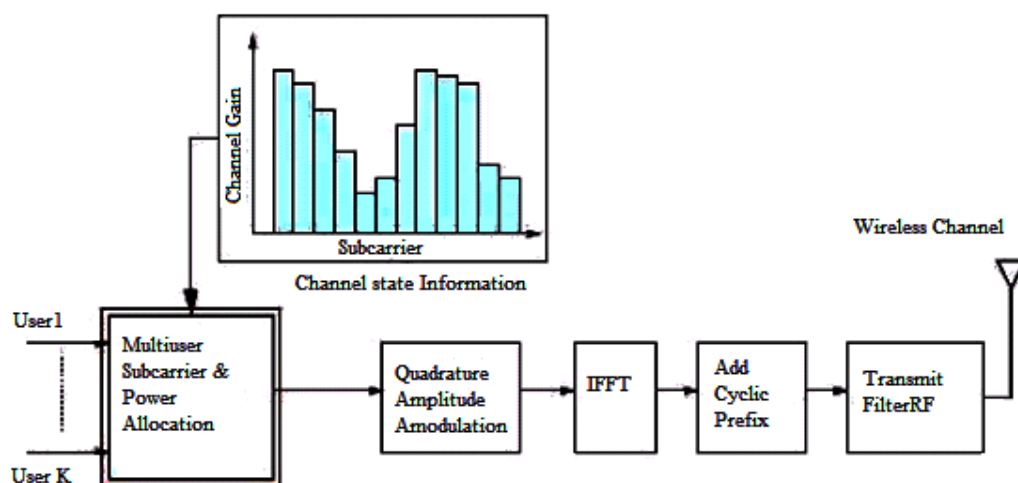 Channel Gain
Subcarrier
Channel state Information
Wireless Channel
User1
User K
Multiuser
Subcarrier &
Power
Allocation
Quadrature
Amplitude
Amodulation
IFFT
Add
Cyclic
Prefix
Transmit
FilterRF